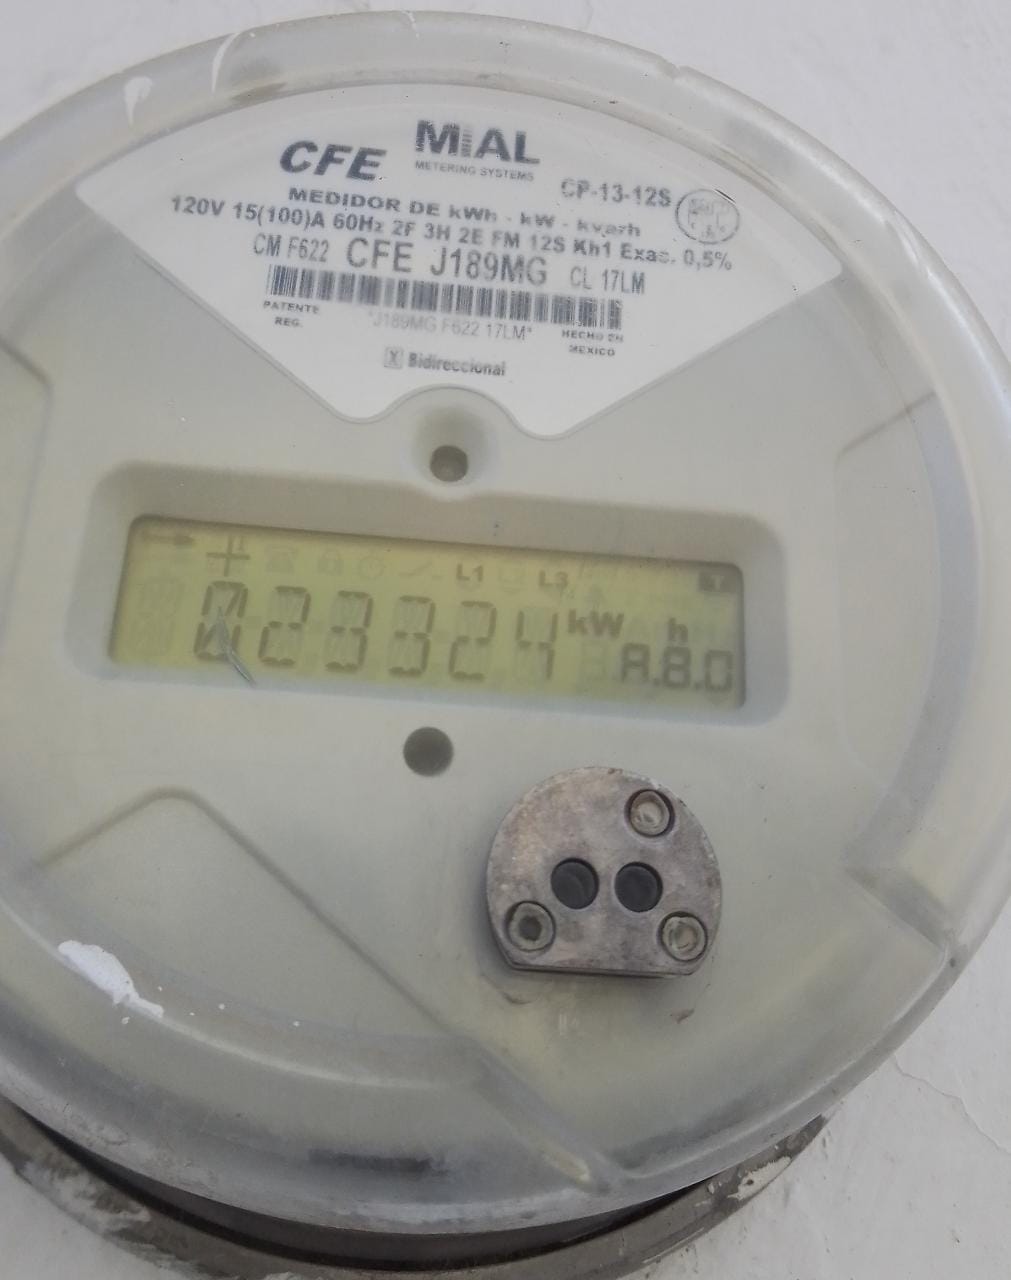 CFE MIAL
METERING SYSTEMS
CP-13-12S
MEDIDOR DE kWh - kW - kvarh
120V 15(100)A 60Hz 2F 3H 2E FM 12S Kh1 Exac. 0,5%
CM F622 CFE J189MG CL 17LM
PATENTE REG.
*J189MG F622 17LM*
HECHO EN MEXICO
X Bidireccional
L1 L3
023324 kW h
A.8.0